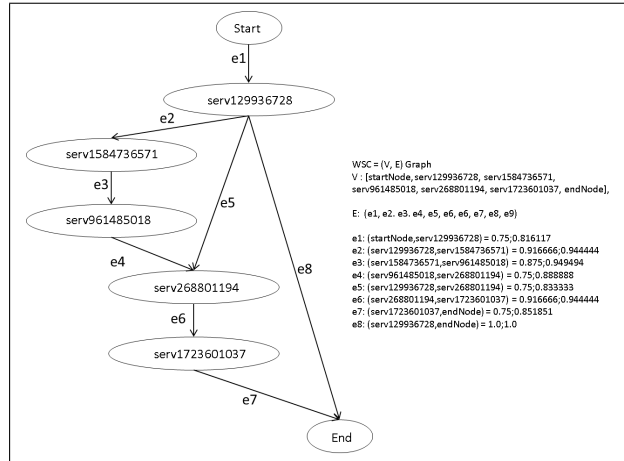 Start
e1
serv129936728
e2
serv1584736571
e3
serv961485018
e5
e4
e8
serv268801194
e6
serv1723601037
e7
End
WSC = (V, E) Graph
V : [startNode,serv129936728, serv1584736571,
serv961485018, serv268801194, serv1723601037, endNode],
E: (e1, e2. e3. e4, e5, e6, e6, e7, e8, e9)
e1: (startNode,serv129936728) = 0.75;0.816117
e2: (serv129936728,serv1584736571) = 0.916666;0.944444
e3: (serv1584736571,serv961485018) = 0.875;0.949494
e4: (serv961485018,serv268801194) = 0.75;0.888888
e5: (serv129936728,serv268801194) = 0.75;0.833333
e6: (serv268801194,serv1723601037) = 0.916666;0.944444
e7: (serv1723601037,endNode) = 0.75;0.851851
e8: (serv129936728,endNode) = 1.0;1.0